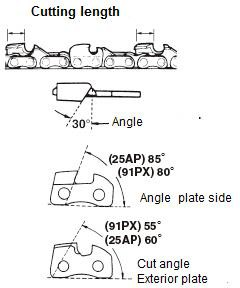 Cutting length
30° Angle
(25AP) 85°
(91PX) 80°
Angle plate side
(91PX) 55°
(25AP) 60°
Cut angle
Exterior plate